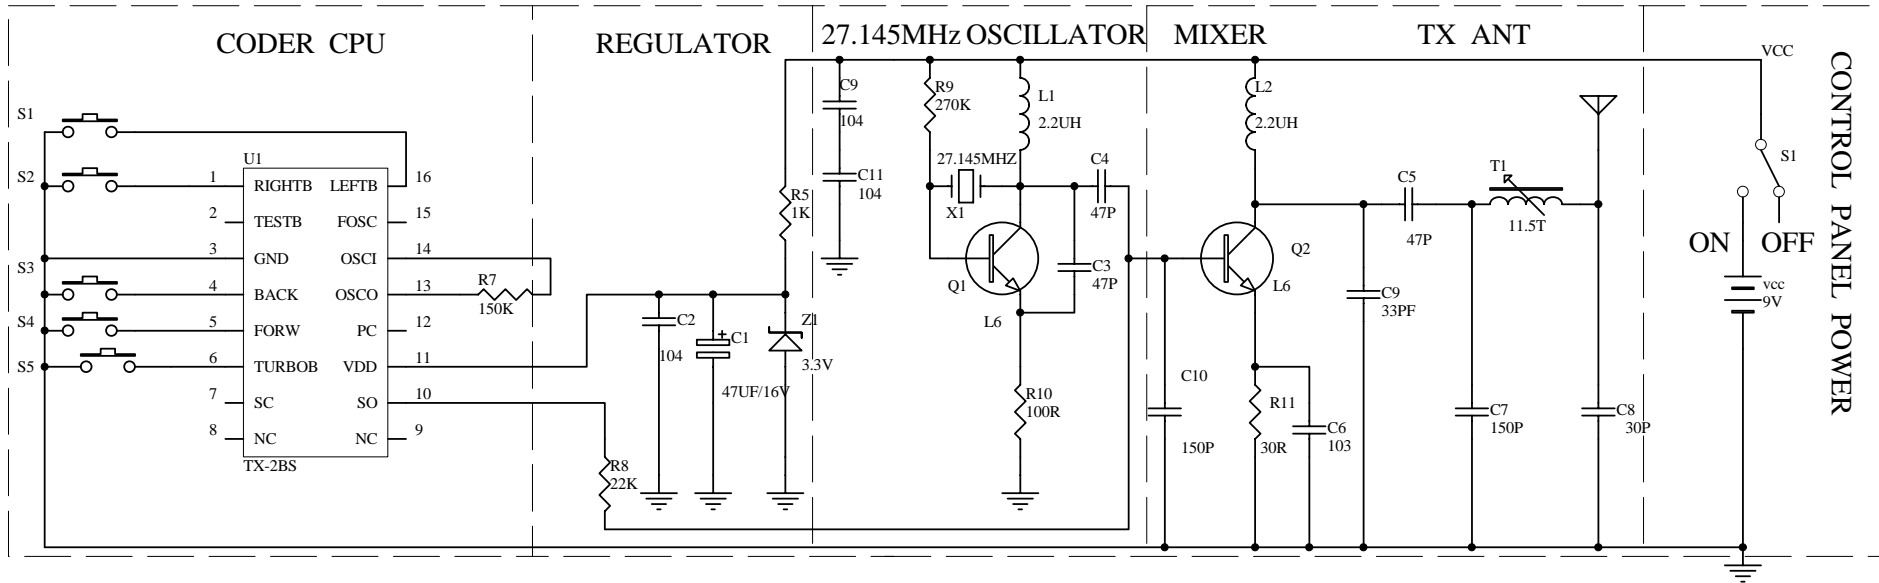 CODER CPU
REGULATOR
27.145MHz OSCILLATOR
MIXER
TX ANT
CONTROL PANEL POWER
S1
S2
S3
S4
S5
U1
1 RIGHTB LEFTB 16
2 TESTB FOSC 15
3 GND OSCI 14
4 BACK OSCO 13
5 FORW PC 12
6 TURBOB VDD 11
7 SC SO 10
8 NC NC 9
TX-2BS
R7
150K
R8
22K
C2
104
C1
+
47UF/16V
Z1
3.3V
R5
1K
C9
104
C11
104
R9
270K
L1
2.2UH
27.145MHZ
X1
C4
47P
Q1
C3
47P
L6
R10
100R
L2
2.2UH
Q2
L6
C10
150P
R11
30R
C6
103
C9
33PF
C5
47P
T1
11.5T
C7
150P
C8
30P
VCC
S1
ON OFF
vcc
9V